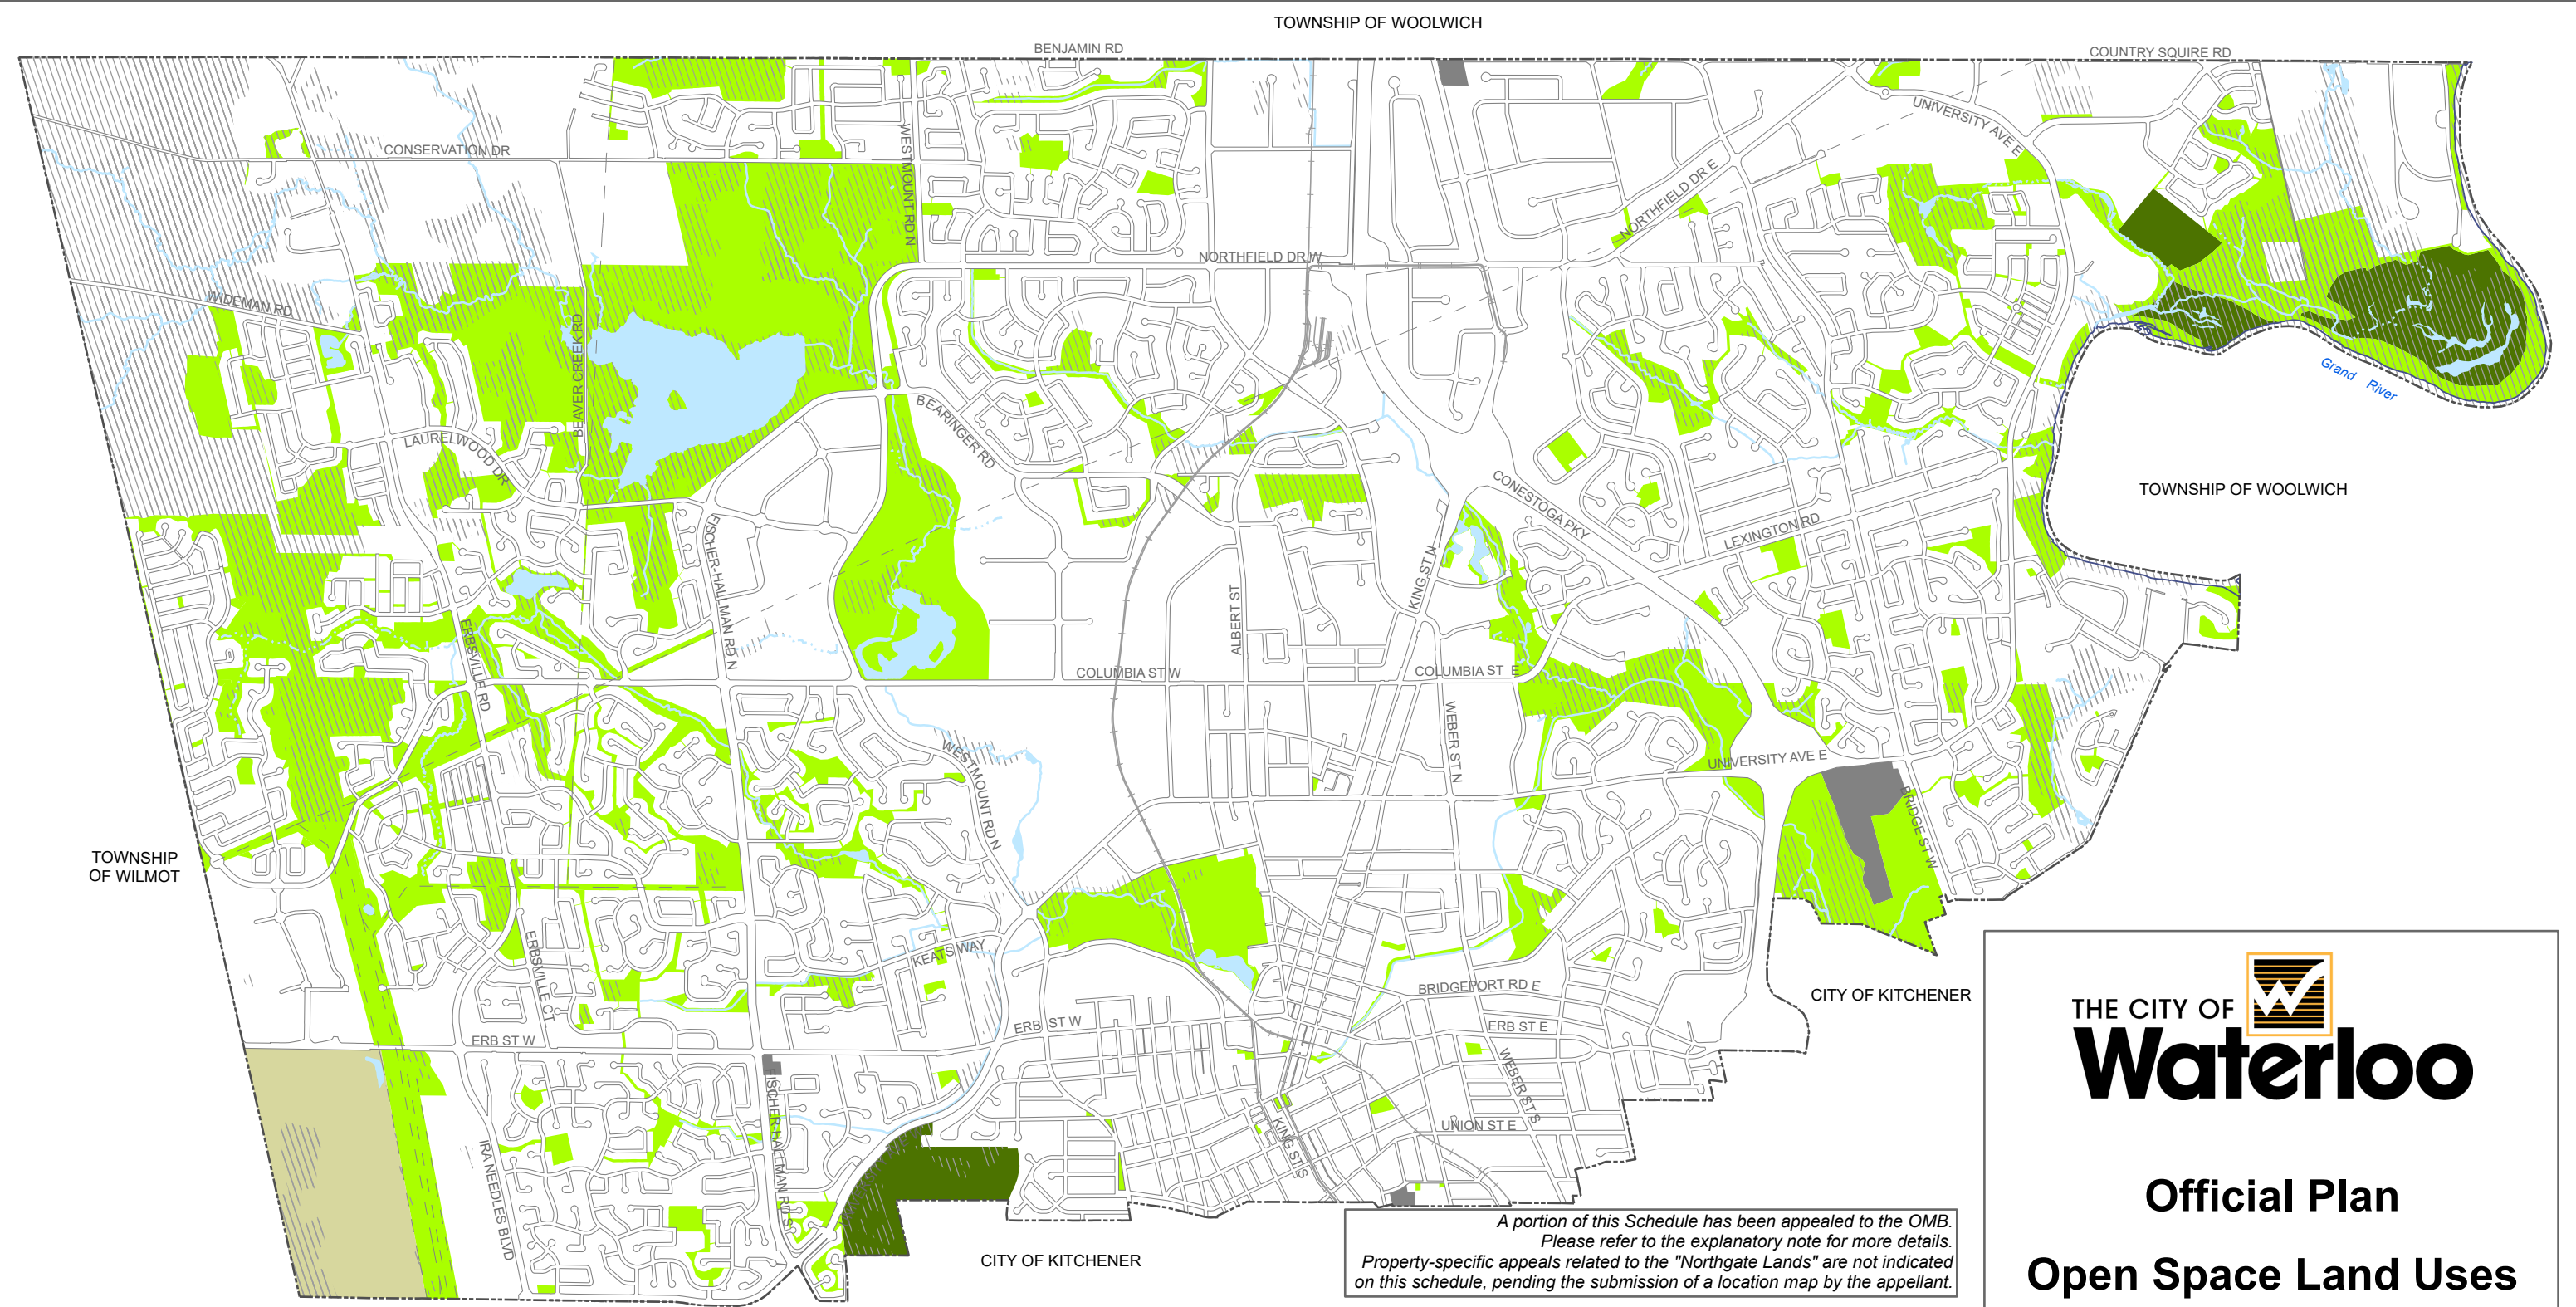 TOWNSHIP OF WOOLWICH
BENJAMIN RD
COUNTRY SQUIRE RD
UNIVERSITY AVE E
CONSERVATION DR
WESTMOUNT RD N
NORTHFIELD DR E
NORTHFIELD DR W
WIDEMAN RD
BEAVER CREEK RD
Grand River
BEARINGER RD
LAURELWOOD DR
CONESTOGA PKY
TOWNSHIP OF WOOLWICH
LEXINGTON RD
FISCHER-HALLMAN RD N
KING ST N
ALBERT ST
ERBSVILLE RD
COLUMBIA ST W
COLUMBIA ST E
WEBER ST N
WESTMOUNT RD N
UNIVERSITY AVE E
BRIDGE ST W
TOWNSHIP
OF WILMOT
KEATS WAY
ERBSVILLE CT
BRIDGEPORT RD E
CITY OF KITCHENER
ERB ST W
ERB ST W
ERB ST E
WEBER ST S
FISCHER-HALLMAN RD S
UNION ST E
KING ST S
IRA NEEDLES BLVD
CITY OF KITCHENER
A portion of this Schedule has been appealed to the OMB.
Please refer to the explanatory note for more details.
Property-specific appeals related to the "Northgate Lands" are not indicated
on this schedule, pending the submission of a location map by the appellant.
THE CITY OF
Waterloo
Official Plan
Open Space Land Uses